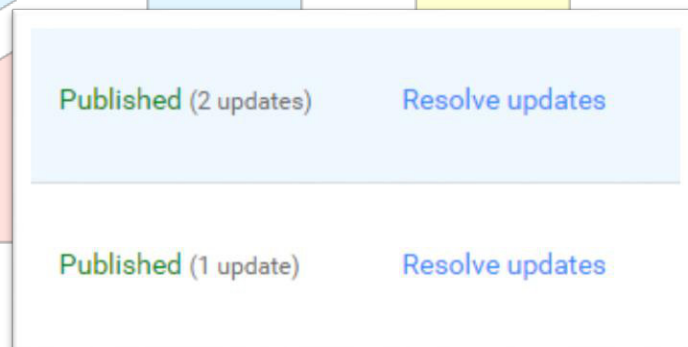 Published (2 updates) Resolve updates
Published (1 update) Resolve updates